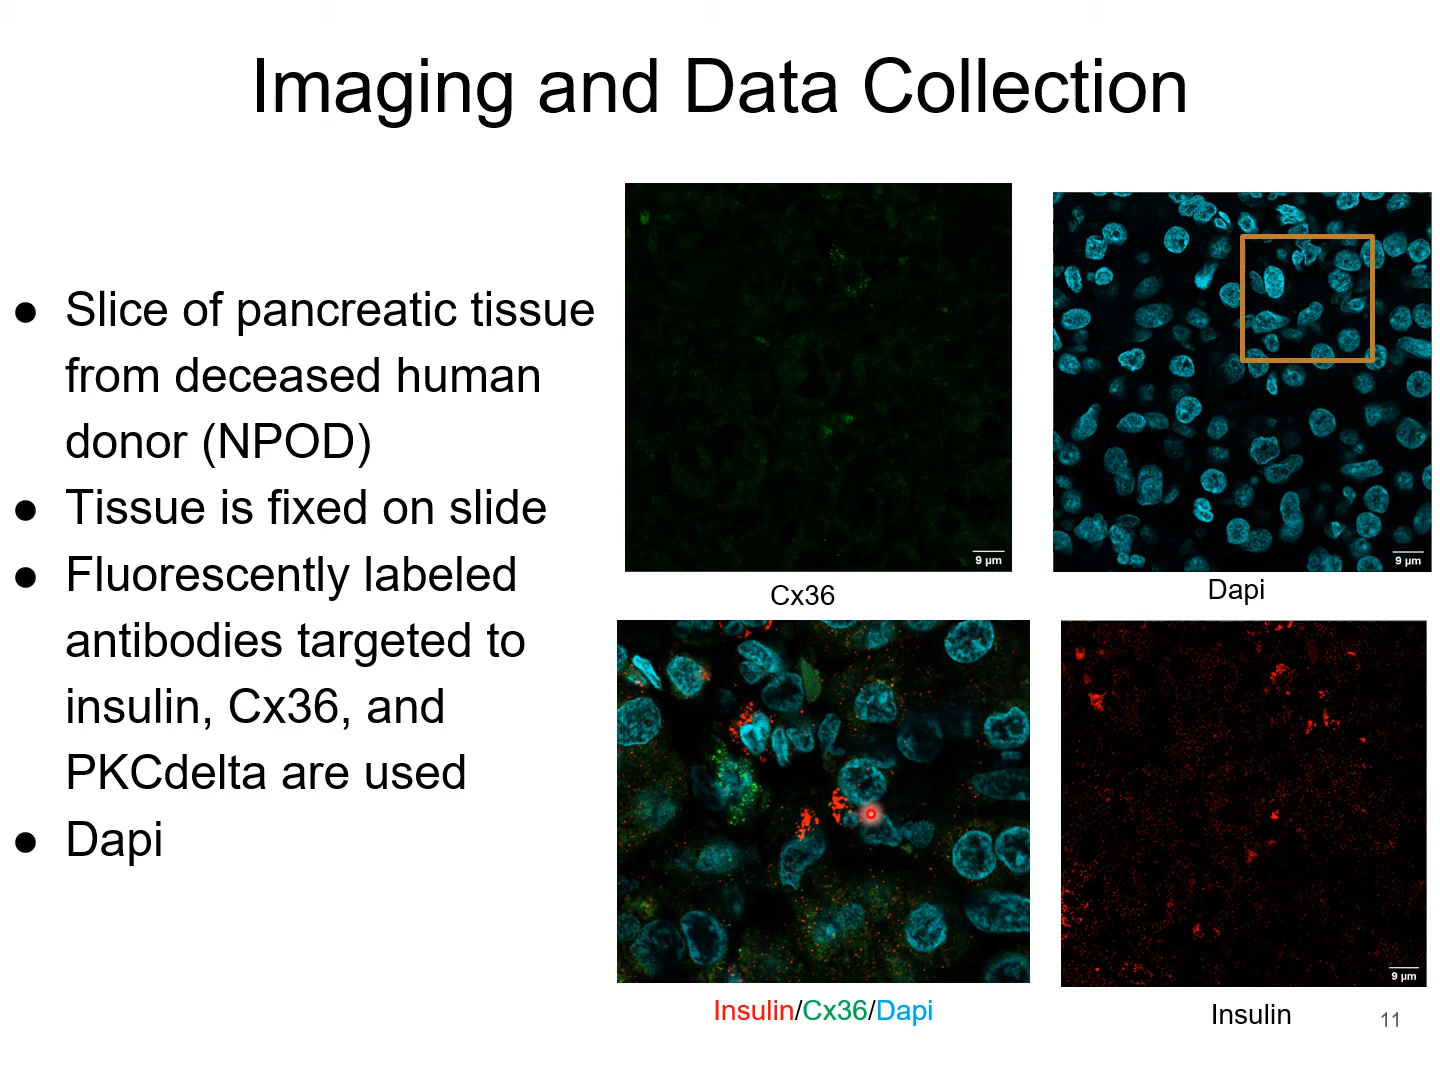 Imaging and Data Collection
● Slice of pancreatic tissue
from deceased human
donor (NPOD)
● Tissue is fixed on slide
● Fluorescently labeled
antibodies targeted to
insulin, Cx36, and
PKCdelta are used
● Dapi
9 µm
Cx36
9 µm
Dapi
Insulin/Cx36/Dapi
9 µm
Insulin
11